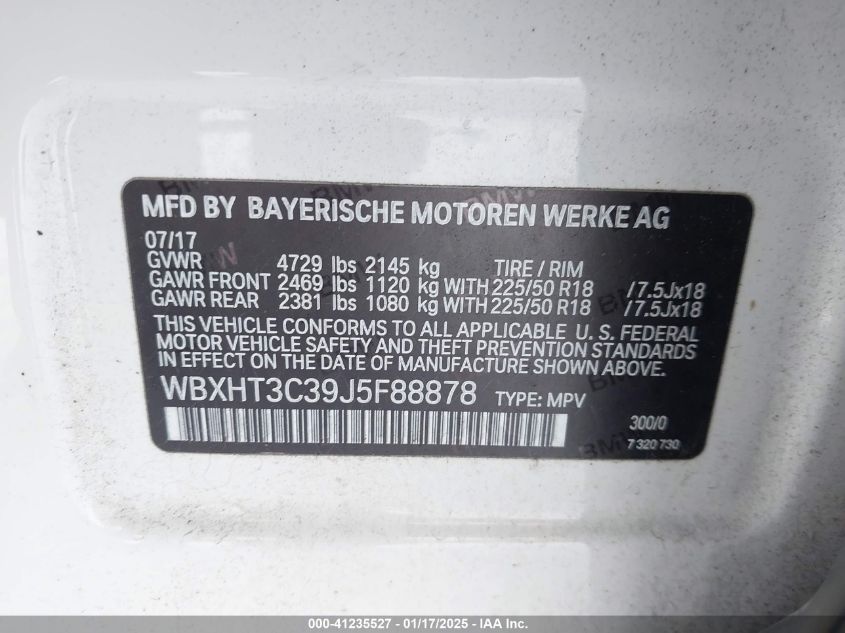 MFD BY BAYERISCHE MOTOREN WERKE AG
07/17
GVWR 4729 lbs 2145 kg TIRE / RIM
GAWR FRONT 2469 lbs 1120 kg WITH 225/50 R18 /7.5Jx18
GAWR REAR 2381 lbs 1080 kg WITH 225/50 R18 /7.5Jx18
THIS VEHICLE CONFORMS TO ALL APPLICABLE U. S. FEDERAL
MOTOR VEHICLE SAFETY AND THEFT PREVENTION STANDARDS
IN EFFECT ON THE DATE OF MANUFACTURE SHOWN ABOVE.
WBXHT3C39J5F88878 TYPE: MPV
300/0
7 320 730
000-41235527 - 01/17/2025 - IAA Inc.